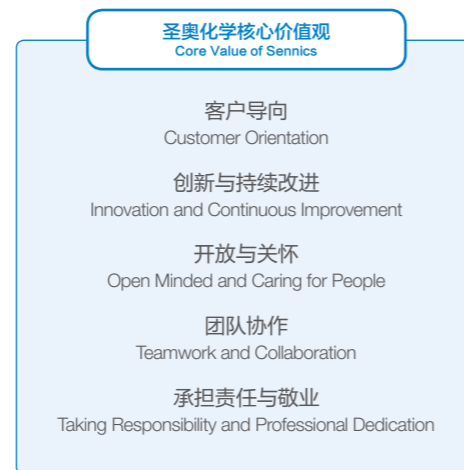 圣奥化学核心价值观
Core Value of Sennics
客户导向
Customer Orientation
创新与持续改进
Innovation and Continuous Improvement
开放与关怀
Open Minded and Caring for People
团队协作
Teamwork and Collaboration
承担责任与敬业
Taking Responsibility and Professional Dedication